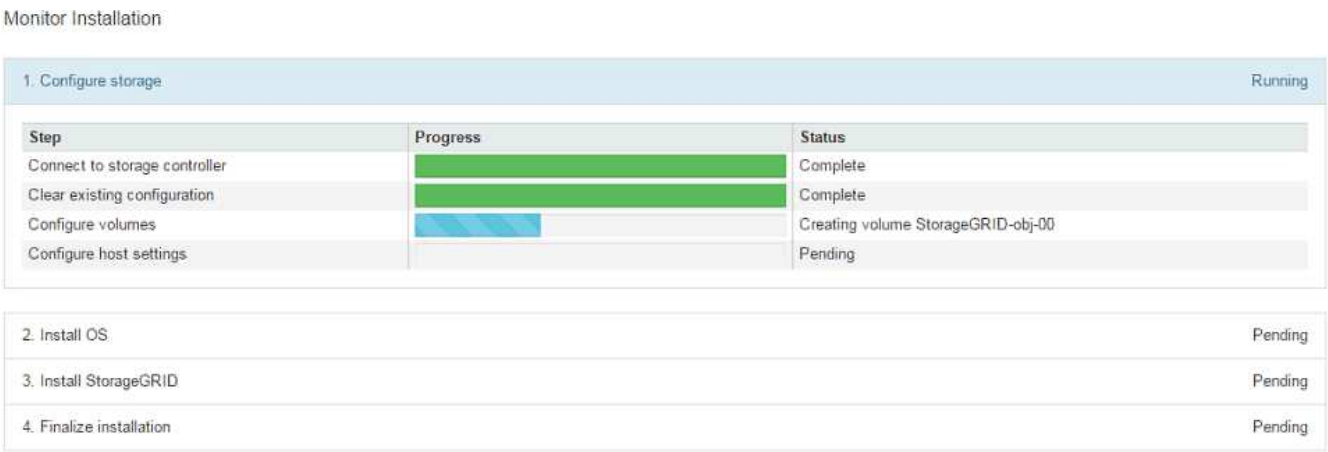 Monitor Installation
1. Configure storage Running
Step Progress Status
Connect to storage controller Complete
Clear existing configuration Complete
Configure volumes Creating volume StorageGRID-obj-00
Configure host settings Pending
2. Install OS Pending
3. Install StorageGRID Pending
4. Finalize installation Pending